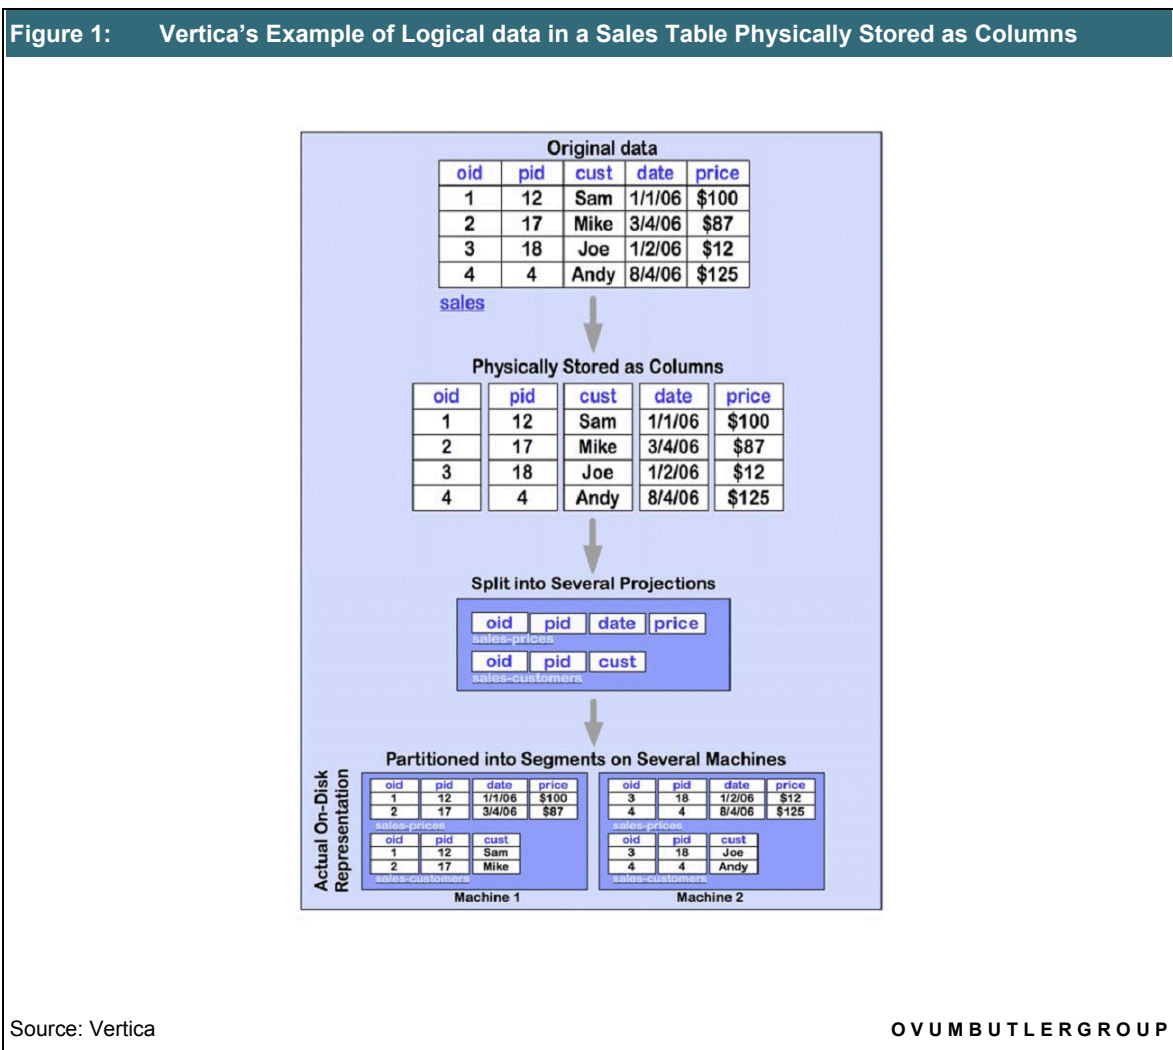 Figure 1: Vertica's Example of Logical data in a Sales Table Physically Stored as Columns
Original data
oid pid cust date price
1 12 Sam 1/1/06 $100
2 17 Mike 3/4/06 $87
3 18 Joe 1/2/06 $12
4 4 Andy 8/4/06 $125
sales
Physically Stored as Columns
oid pid cust date price
1 12 Sam 1/1/06 $100
2 17 Mike 3/4/06 $87
3 18 Joe 1/2/06 $12
4 4 Andy 8/4/06 $125
Split into Several Projections
oid pid date price
sales-prices
oid pid cust
sales-customers
Partitioned into Segments on Several Machines
Actual On-Disk
Representation
oid pid date price
1 12 1/1/06 $100
2 17 3/4/06 $87
sales-prices
oid pid cust
1 12 Sam
2 17 Mike
sales-customers
Machine 1
oid pid date price
3 18 1/2/06 $12
4 4 8/4/06 $125
sales-prices
oid pid cust
3 18 Joe
4 4 Andy
sales-customers
Machine 2
Source: Vertica
OVUMBUTLERGROUP